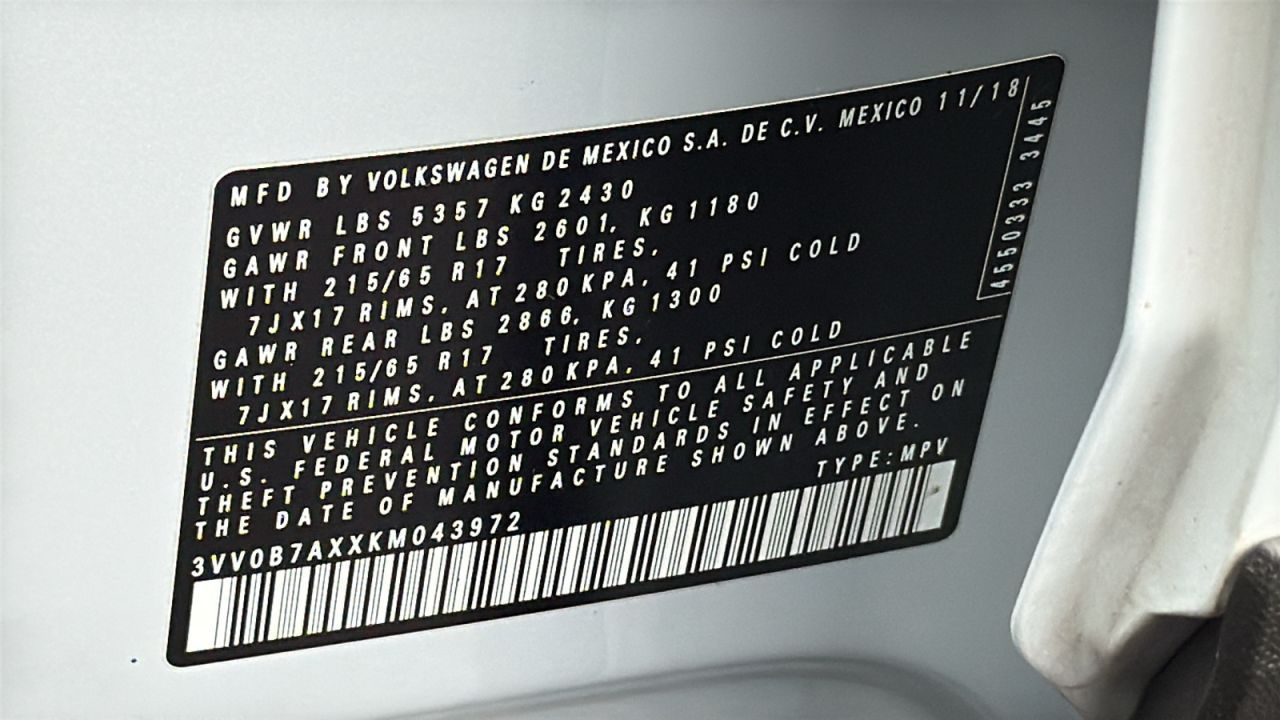 MFD BY VOLKSWAGEN DE MEXICO S.A. DE C.V. MEXICO 11/18
GVWR LBS 5357 KG 2430
GAWR FRONT LBS 2601, KG 1180
WITH 215/65 R17 TIRES,
7JX17 RIMS, AT 280 KPA, 41 PSI COLD
GAWR REAR LBS 2866, KG 1300
WITH 215/65 R17 TIRES,
7JX17 RIMS, AT 280 KPA, 41 PSI COLD
4550333 3445
THIS VEHICLE CONFORMS TO ALL APPLICABLE
U.S. FEDERAL MOTOR VEHICLE SAFETY AND
THEFT PREVENTION STANDARDS IN EFFECT ON
THE DATE OF MANUFACTURE SHOWN ABOVE.
TYPE:MPV
3VV0B7AXXKM043972